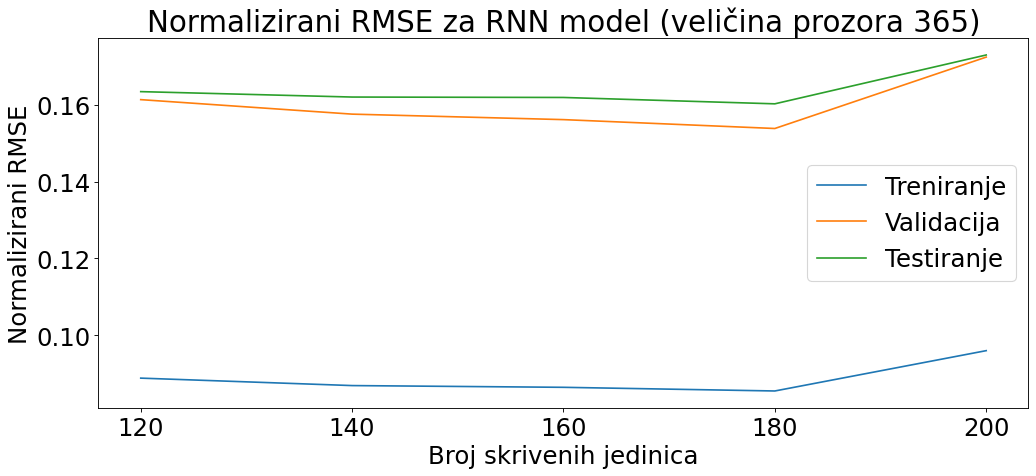 Normalizirani RMSE za RNN model (veličina prozora 365)
Normalizirani RMSE
0.16
0.14
0.12
0.10
Treniranje
Validacija
Testiranje
120 140 160 180 200
Broj skrivenih jedinica